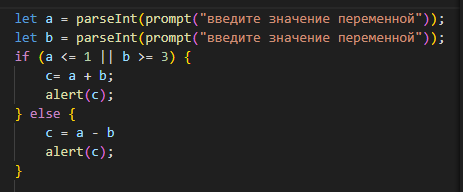 let a = parseInt(prompt("введите значение переменной"));
let b = parseInt(prompt("введите значение переменной"));
if (a <= 1 || b >= 3) {
    c= a + b;
    alert(c);
} else {
    c = a - b
    alert(c);
}